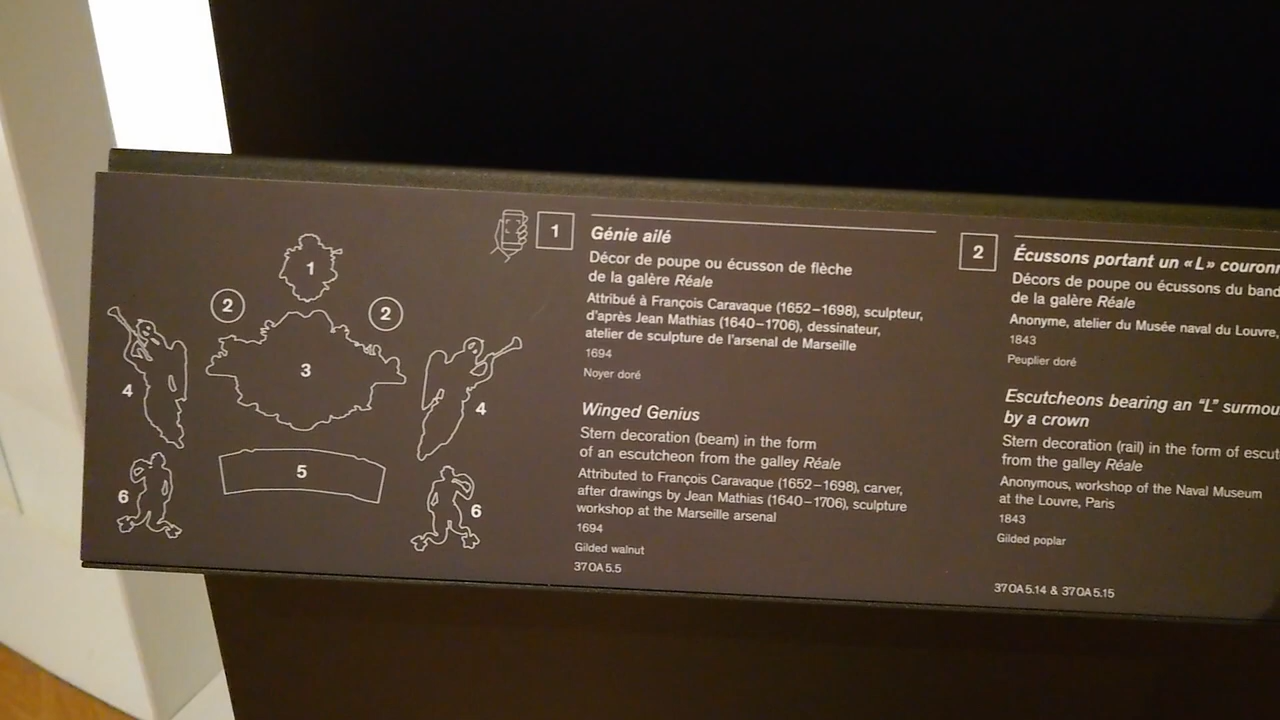 1
2
2
3
4
4
5
6
6
1
Génie ailé
Décor de poupe ou écusson de flèche
de la galère Réale
Attribué à François Caravaque (1652–1698), sculpteur,
d'après Jean Mathias (1640–1706), dessinateur,
atelier de sculpture de l'arsenal de Marseille
1694
Noyer doré
Winged Genius
Stern decoration (beam) in the form
of an escutcheon from the galley Réale
Attributed to François Caravaque (1652–1698), carver,
after drawings by Jean Mathias (1640–1706), sculpture
workshop at the Marseille arsenal
1694
Gilded walnut
37 OA 5.5
2
Écussons portant un «L»
Décors de poupe ou écussons du
de la galère Réale
Anonyme, atelier du Musée naval du Louvre,
1843
Peuplier doré
Escutcheons bearing an "L"
by a crown
Stern decoration (rail) in the form of
from the galley Réale
Anonymous, workshop of the Naval Museum
at the Louvre, Paris
1843
Gilded poplar
37 OA 5.14 & 37 OA 5.15